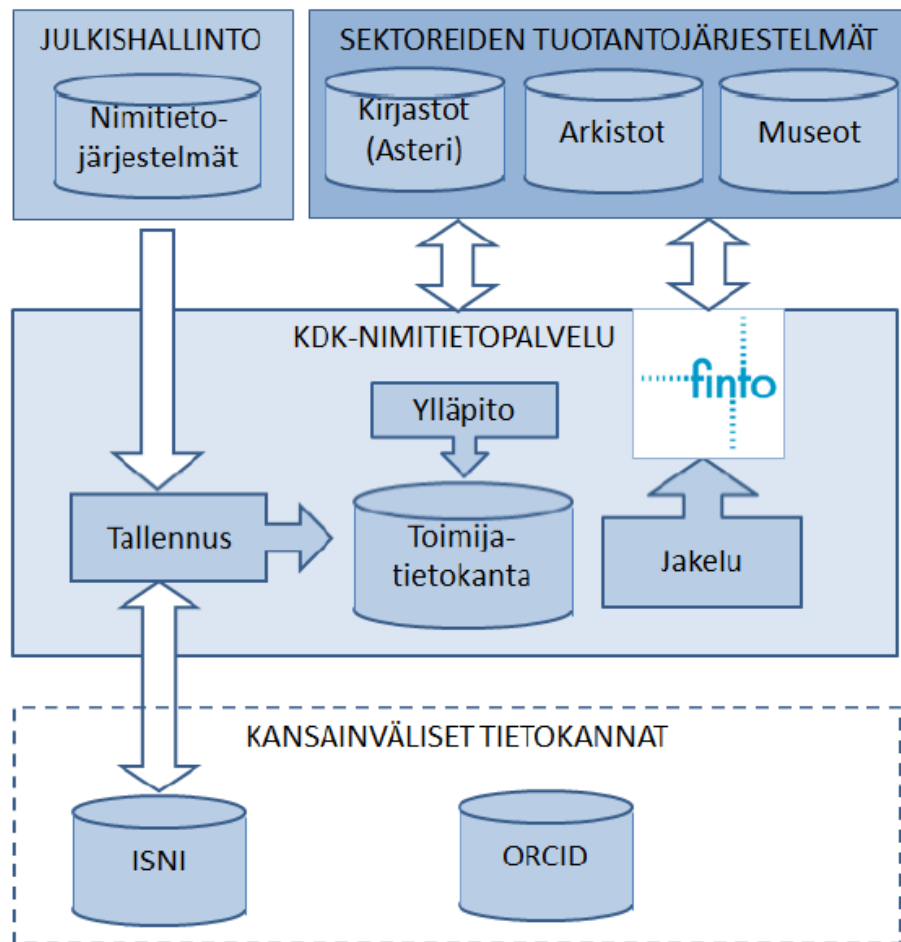 JULKISHALLINTO
Nimitieto-
järjestelmät
SEKTOREIDEN TUOTANTOJÄRJESTELMÄT
Kirjastot
(Asteri)
Arkistot
Museot
KDK-NIMITIETOPALVELU
finto
Ylläpito
Tallennus
Toimija-
tietokanta
Jakelu
KANSAINVÄLISET TIETOKANNAT
ISNI
ORCID